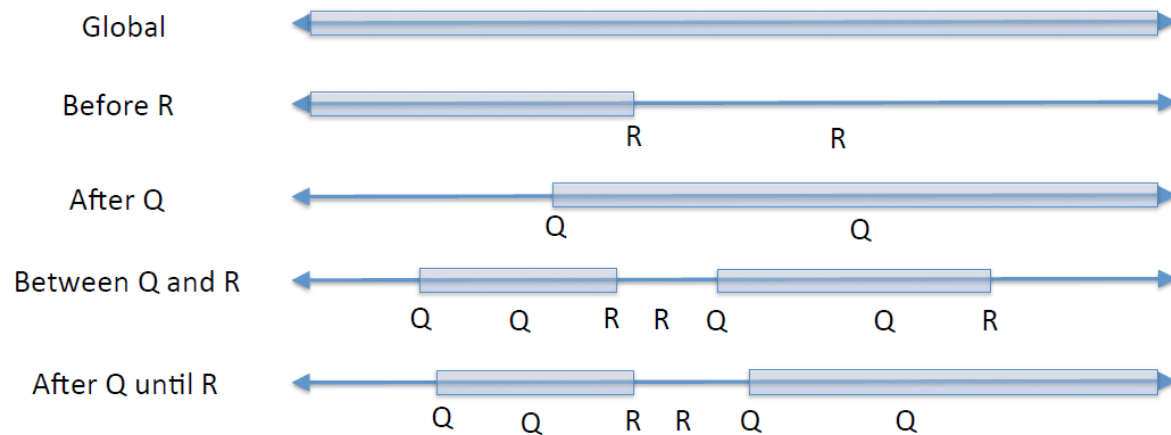 Global
Before R
R R
After Q
Q Q
Between Q and R
Q Q R R Q Q R
After Q until R
Q Q R R Q Q